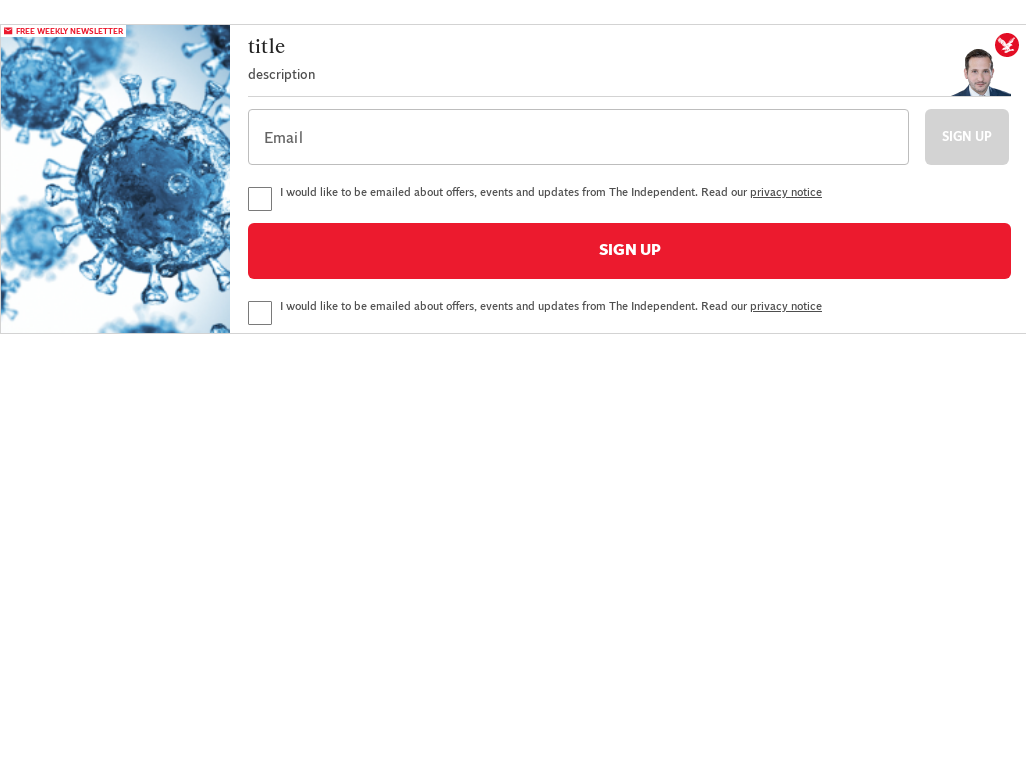 FREE WEEKLY NEWSLETTER
title
description
Email
SIGN UP
I would like to be emailed about offers, events and updates from The Independent. Read our privacy notice
SIGN UP
I would like to be emailed about offers, events and updates from The Independent. Read our privacy notice